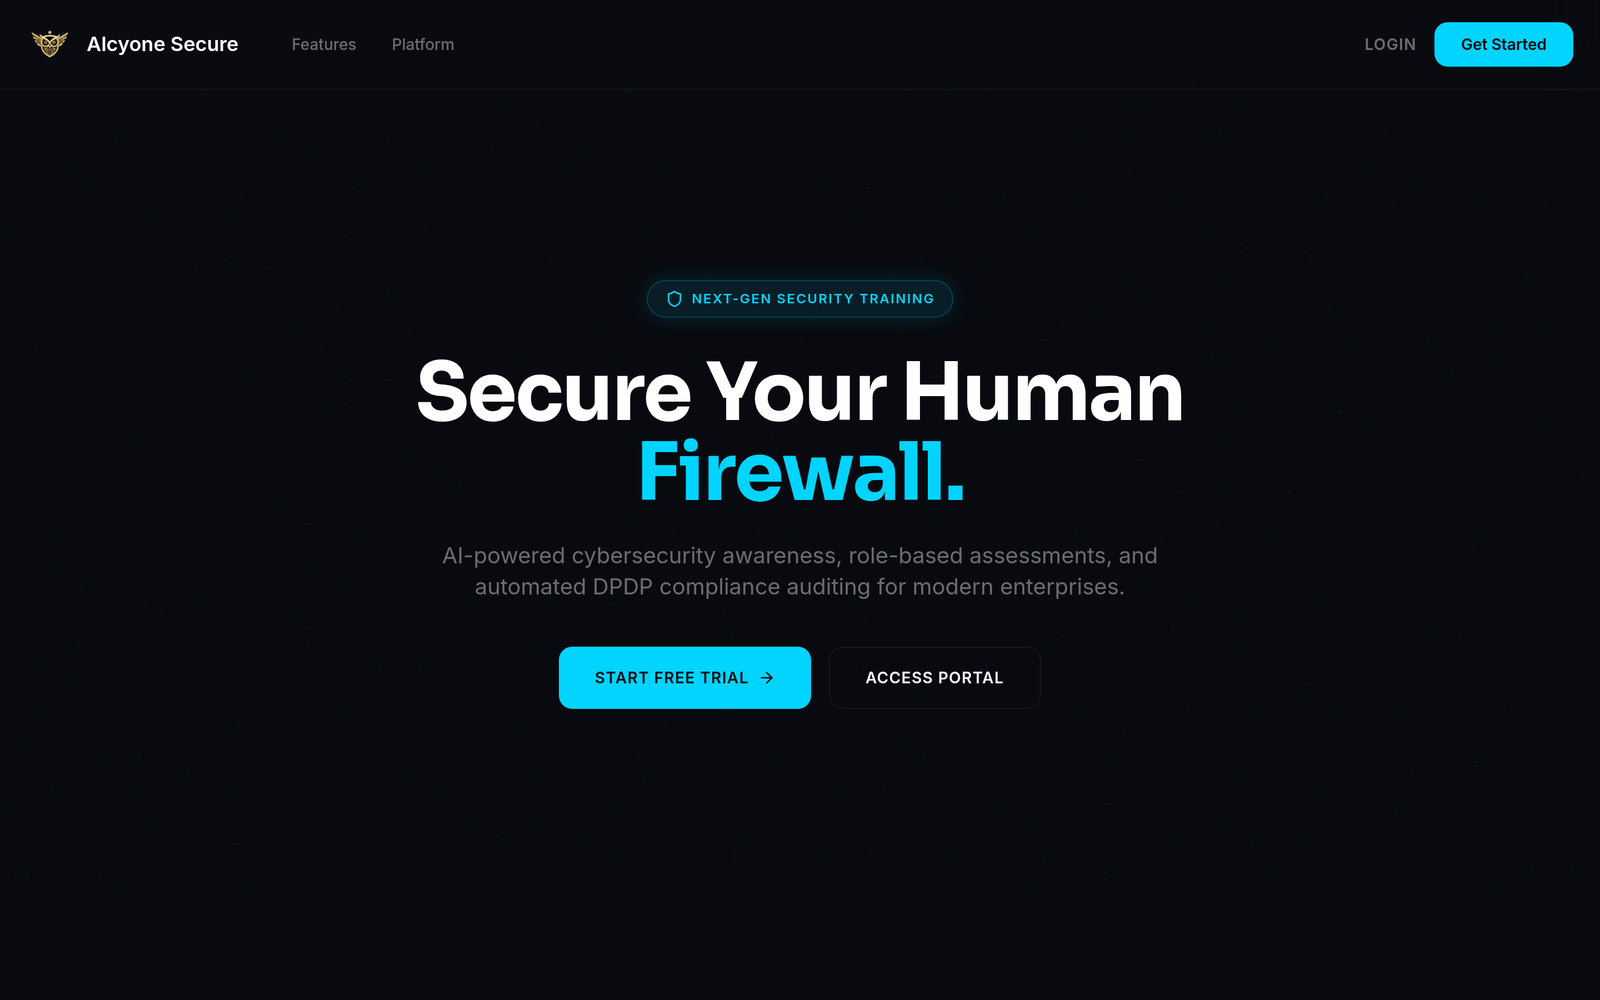 Alcyone Secure
Features
Platform
LOGIN
Get Started
NEXT-GEN SECURITY TRAINING
Secure Your Human
Firewall.
AI-powered cybersecurity awareness, role-based assessments, and
automated DPDP compliance auditing for modern enterprises.
START FREE TRIAL →
ACCESS PORTAL